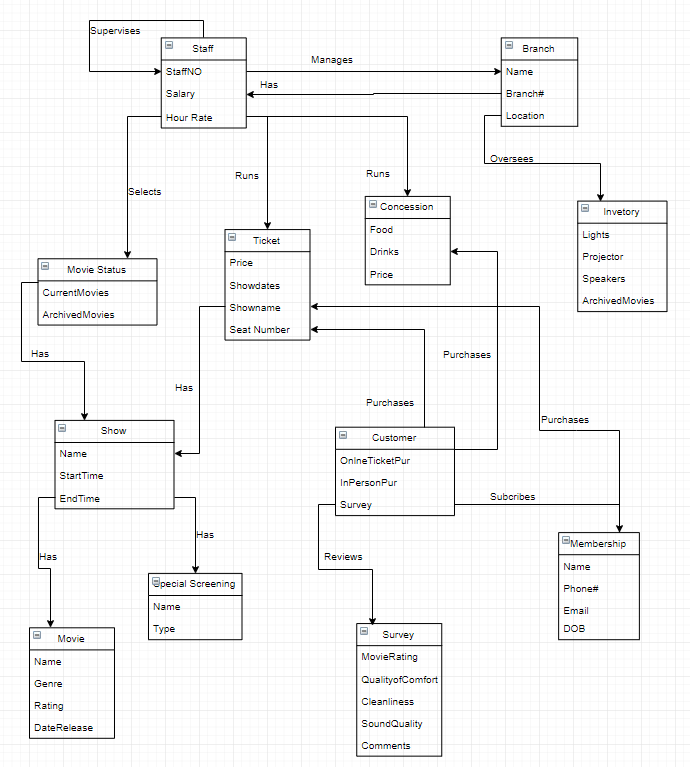 Supervises
Staff
StaffNO
Salary
Hour Rate
Manages
Has
Branch
Name
Branch#
Location
Selects
Runs
Runs
Oversees
Concession
Food
Drinks
Price
Invetory
Lights
Projector
Speakers
ArchivedMovies
Ticket
Price
Showdates
Showname
Seat Number
Movie Status
CurrentMovies
ArchivedMovies
Has
Has
Purchases
Purchases
Purchases
Show
Name
StartTime
EndTime
Customer
OnlneTicketPur
InPersonPur
Survey
Subcribes
Has
Has
Reviews
Membership
Name
Phone#
Email
DOB
Special Screening
Name
Type
Movie
Name
Genre
Rating
DateRelease
Survey
MovieRating
QualityofComfort
Cleanliness
SoundQuality
Comments